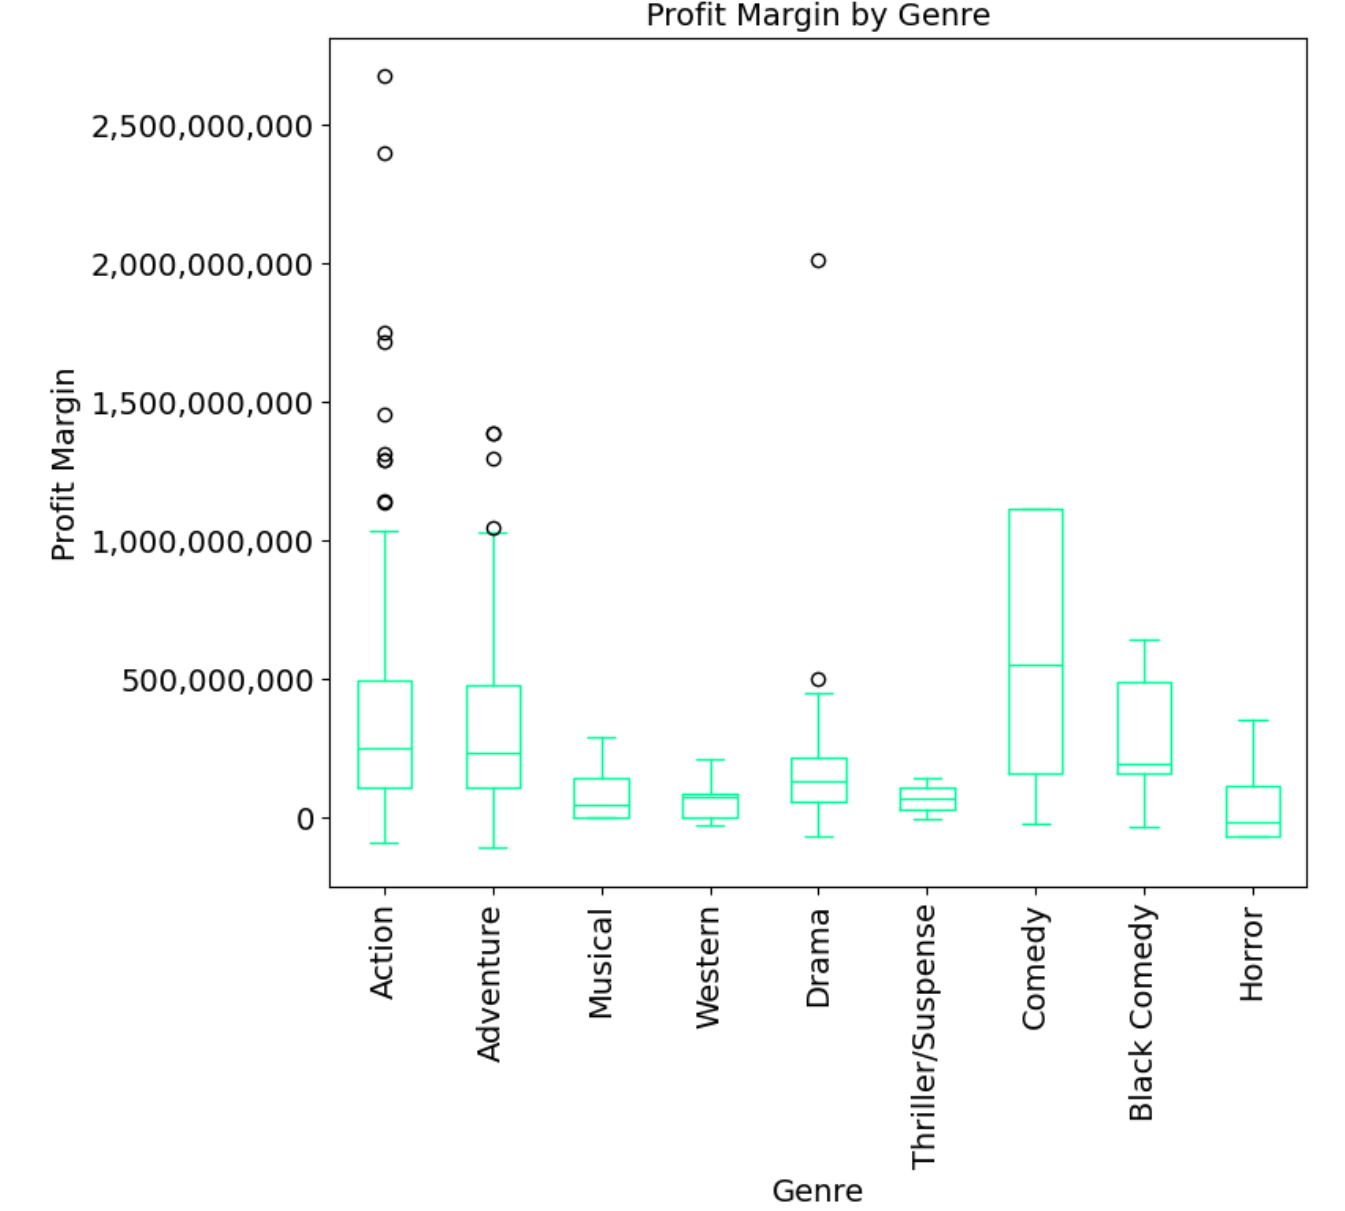 Profit Margin by Genre
Profit Margin
2,500,000,000
2,000,000,000
1,500,000,000
1,000,000,000
500,000,000
0
Action
Adventure
Musical
Western
Drama
Thriller/Suspense
Comedy
Black Comedy
Horror
Genre